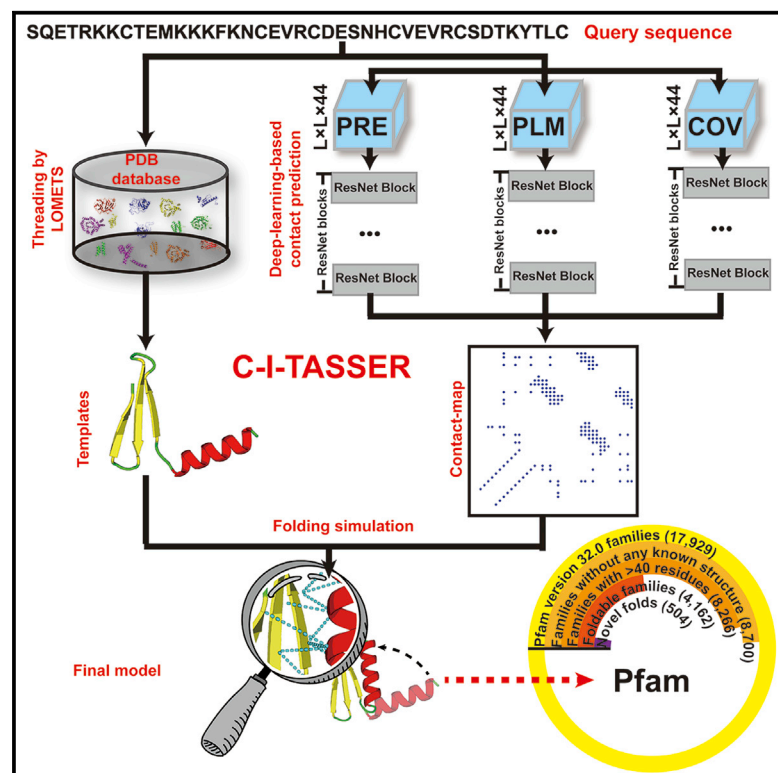 SQETRKKCTEMKKKFKNCEVRCDESNHCVEVRCSDTKYTLC Query sequence
Threading by
LOMETS
PDB
database
Deep-learning-based
contact prediction
L×L×44
PRE
L×L×44
PLM
L×L×44
COV
ResNet blocks
ResNet Block
...
ResNet Block
ResNet blocks
ResNet Block
...
ResNet Block
ResNet blocks
ResNet Block
...
ResNet Block
C-I-TASSER
Templates
Contact-map
Folding simulation
Final model
Pfam version 32.0 families (17,929)
Families without any known structure (8,700)
Families with >40 residues (8,266)
Foldable families (4,162)
Novel folds (504)
Pfam